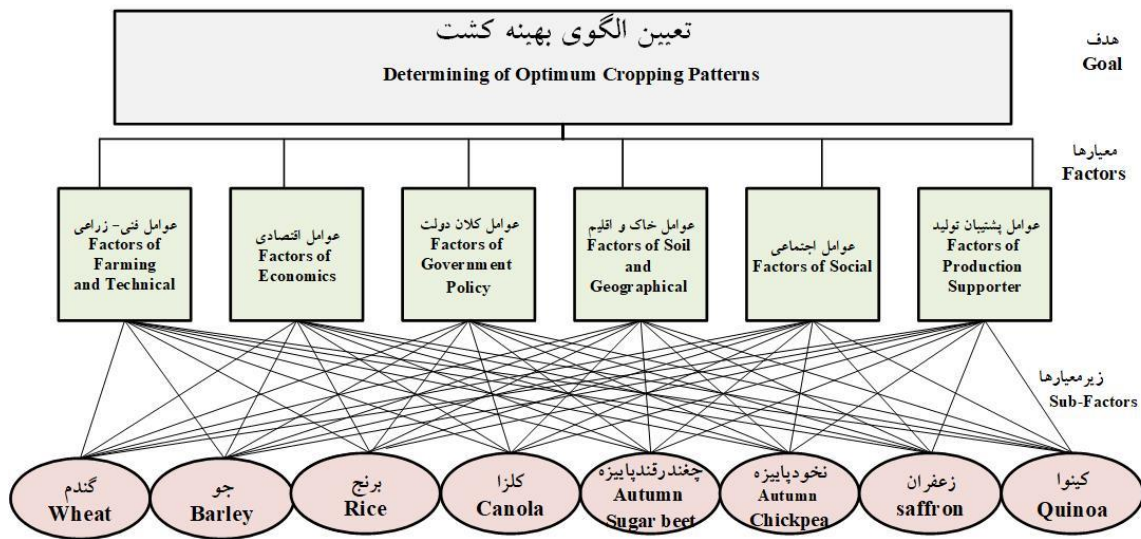 تعیین الگوی بهینه کشت
Determining of Optimum Cropping Patterns
هدف
Goal
معیارها
Factors
عوامل فنی- زراعی
Factors of
Farming
and Technical
عوامل اقتصادی
Factors of
Economics
عوامل کلان دولت
Factors of
Government
Policy
عوامل خاک و اقلیم
Factors of Soil
and
Geographical
عوامل اجتماعی
Factors of Social
عوامل پشتیبان تولید
Factors of
Production
Supporter
زیرمعیارها
Sub-Factors
گندم
Wheat
جو
Barley
برنج
Rice
کلزا
Canola
چغندرقندپاییزه
Autumn
Sugar beet
نخودپاییزه
Autumn
Chickpea
زعفران
saffron
کینوا
Quinoa